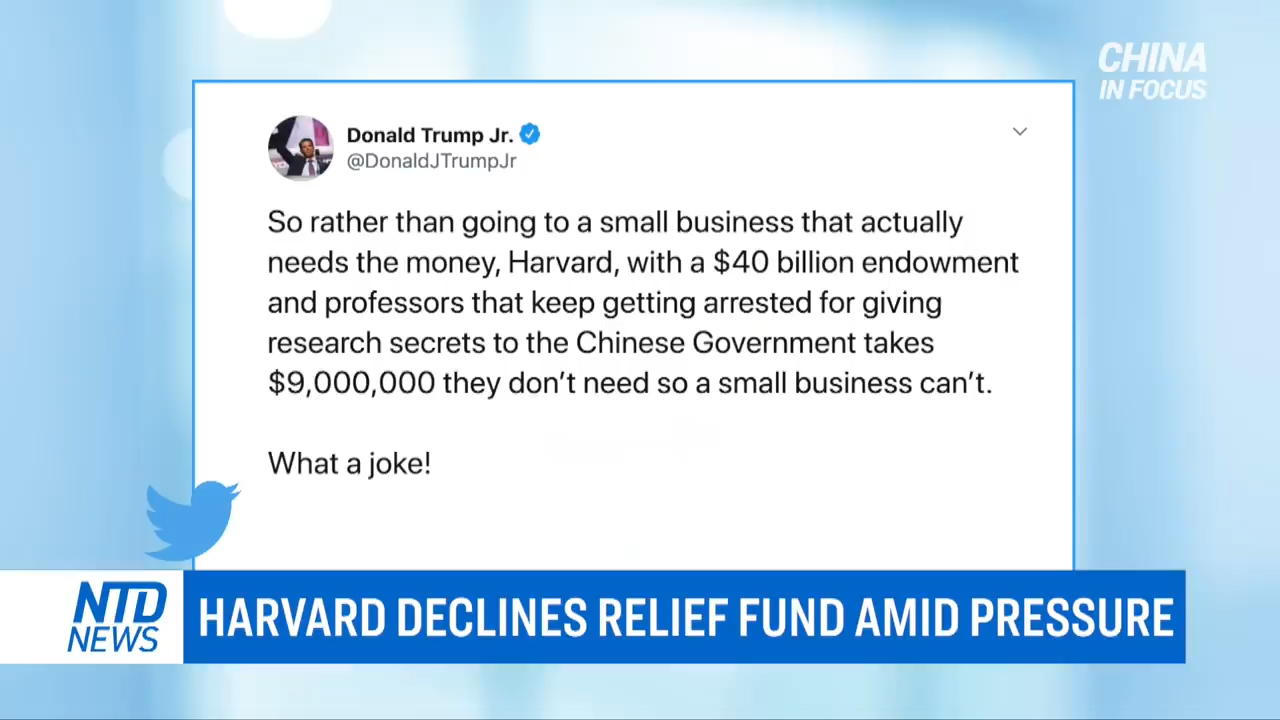 CHINA
IN FOCUS
Donald Trump Jr.
@DonaldJTrumpJr
So rather than going to a small business that actually
needs the money, Harvard, with a $40 billion endowment
and professors that keep getting arrested for giving
research secrets to the Chinese Government takes
$9,000,000 they don’t need so a small business can’t.
What a joke!
NTD
NEWS
HARVARD DECLINES RELIEF FUND AMID PRESSURE